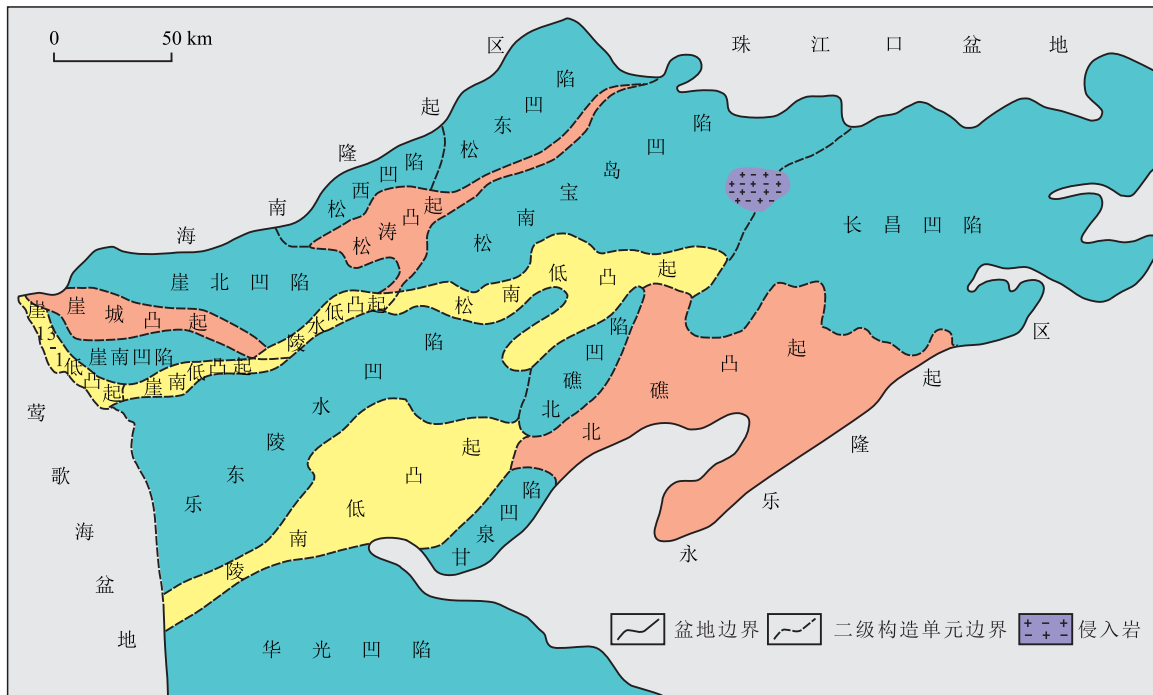 0 50 km
珠江口盆地
海南隆起区
松东凹陷
松西凹陷
松涛凸起
松南宝岛凹陷
长昌凹陷
崖北凹陷
崖城凸起
崖13-1低凸起
崖南凹陷
崖南低凸起
陵水低凸起
松南低凸起
乐东陵水凹陷
北礁凹陷
北礁凸起
陵南低凸起
甘泉凹陷
华光凹陷
莺歌海盆地
永乐隆起区
盆地边界
二级构造单元边界
侵入岩